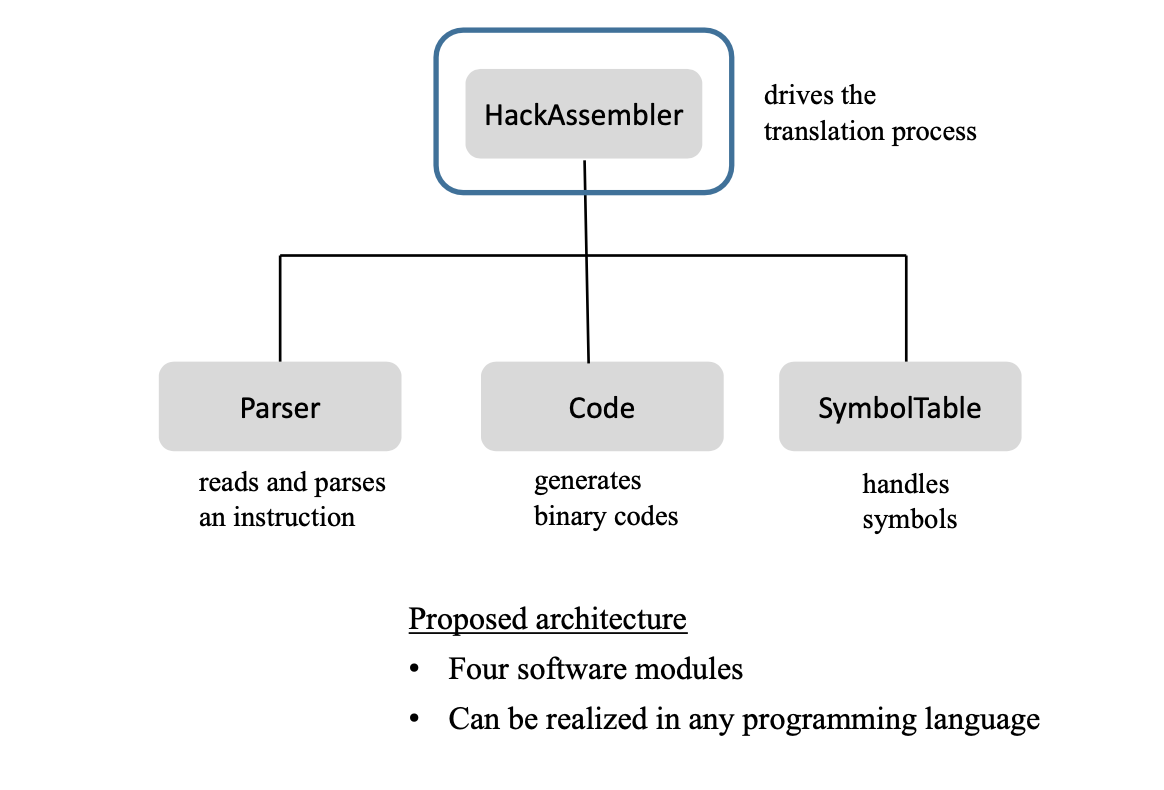 HackAssembler
drives the
translation process
Parser
Code
SymbolTable
reads and parses
an instruction
generates
binary codes
handles
symbols
Proposed architecture
• Four software modules
• Can be realized in any programming language